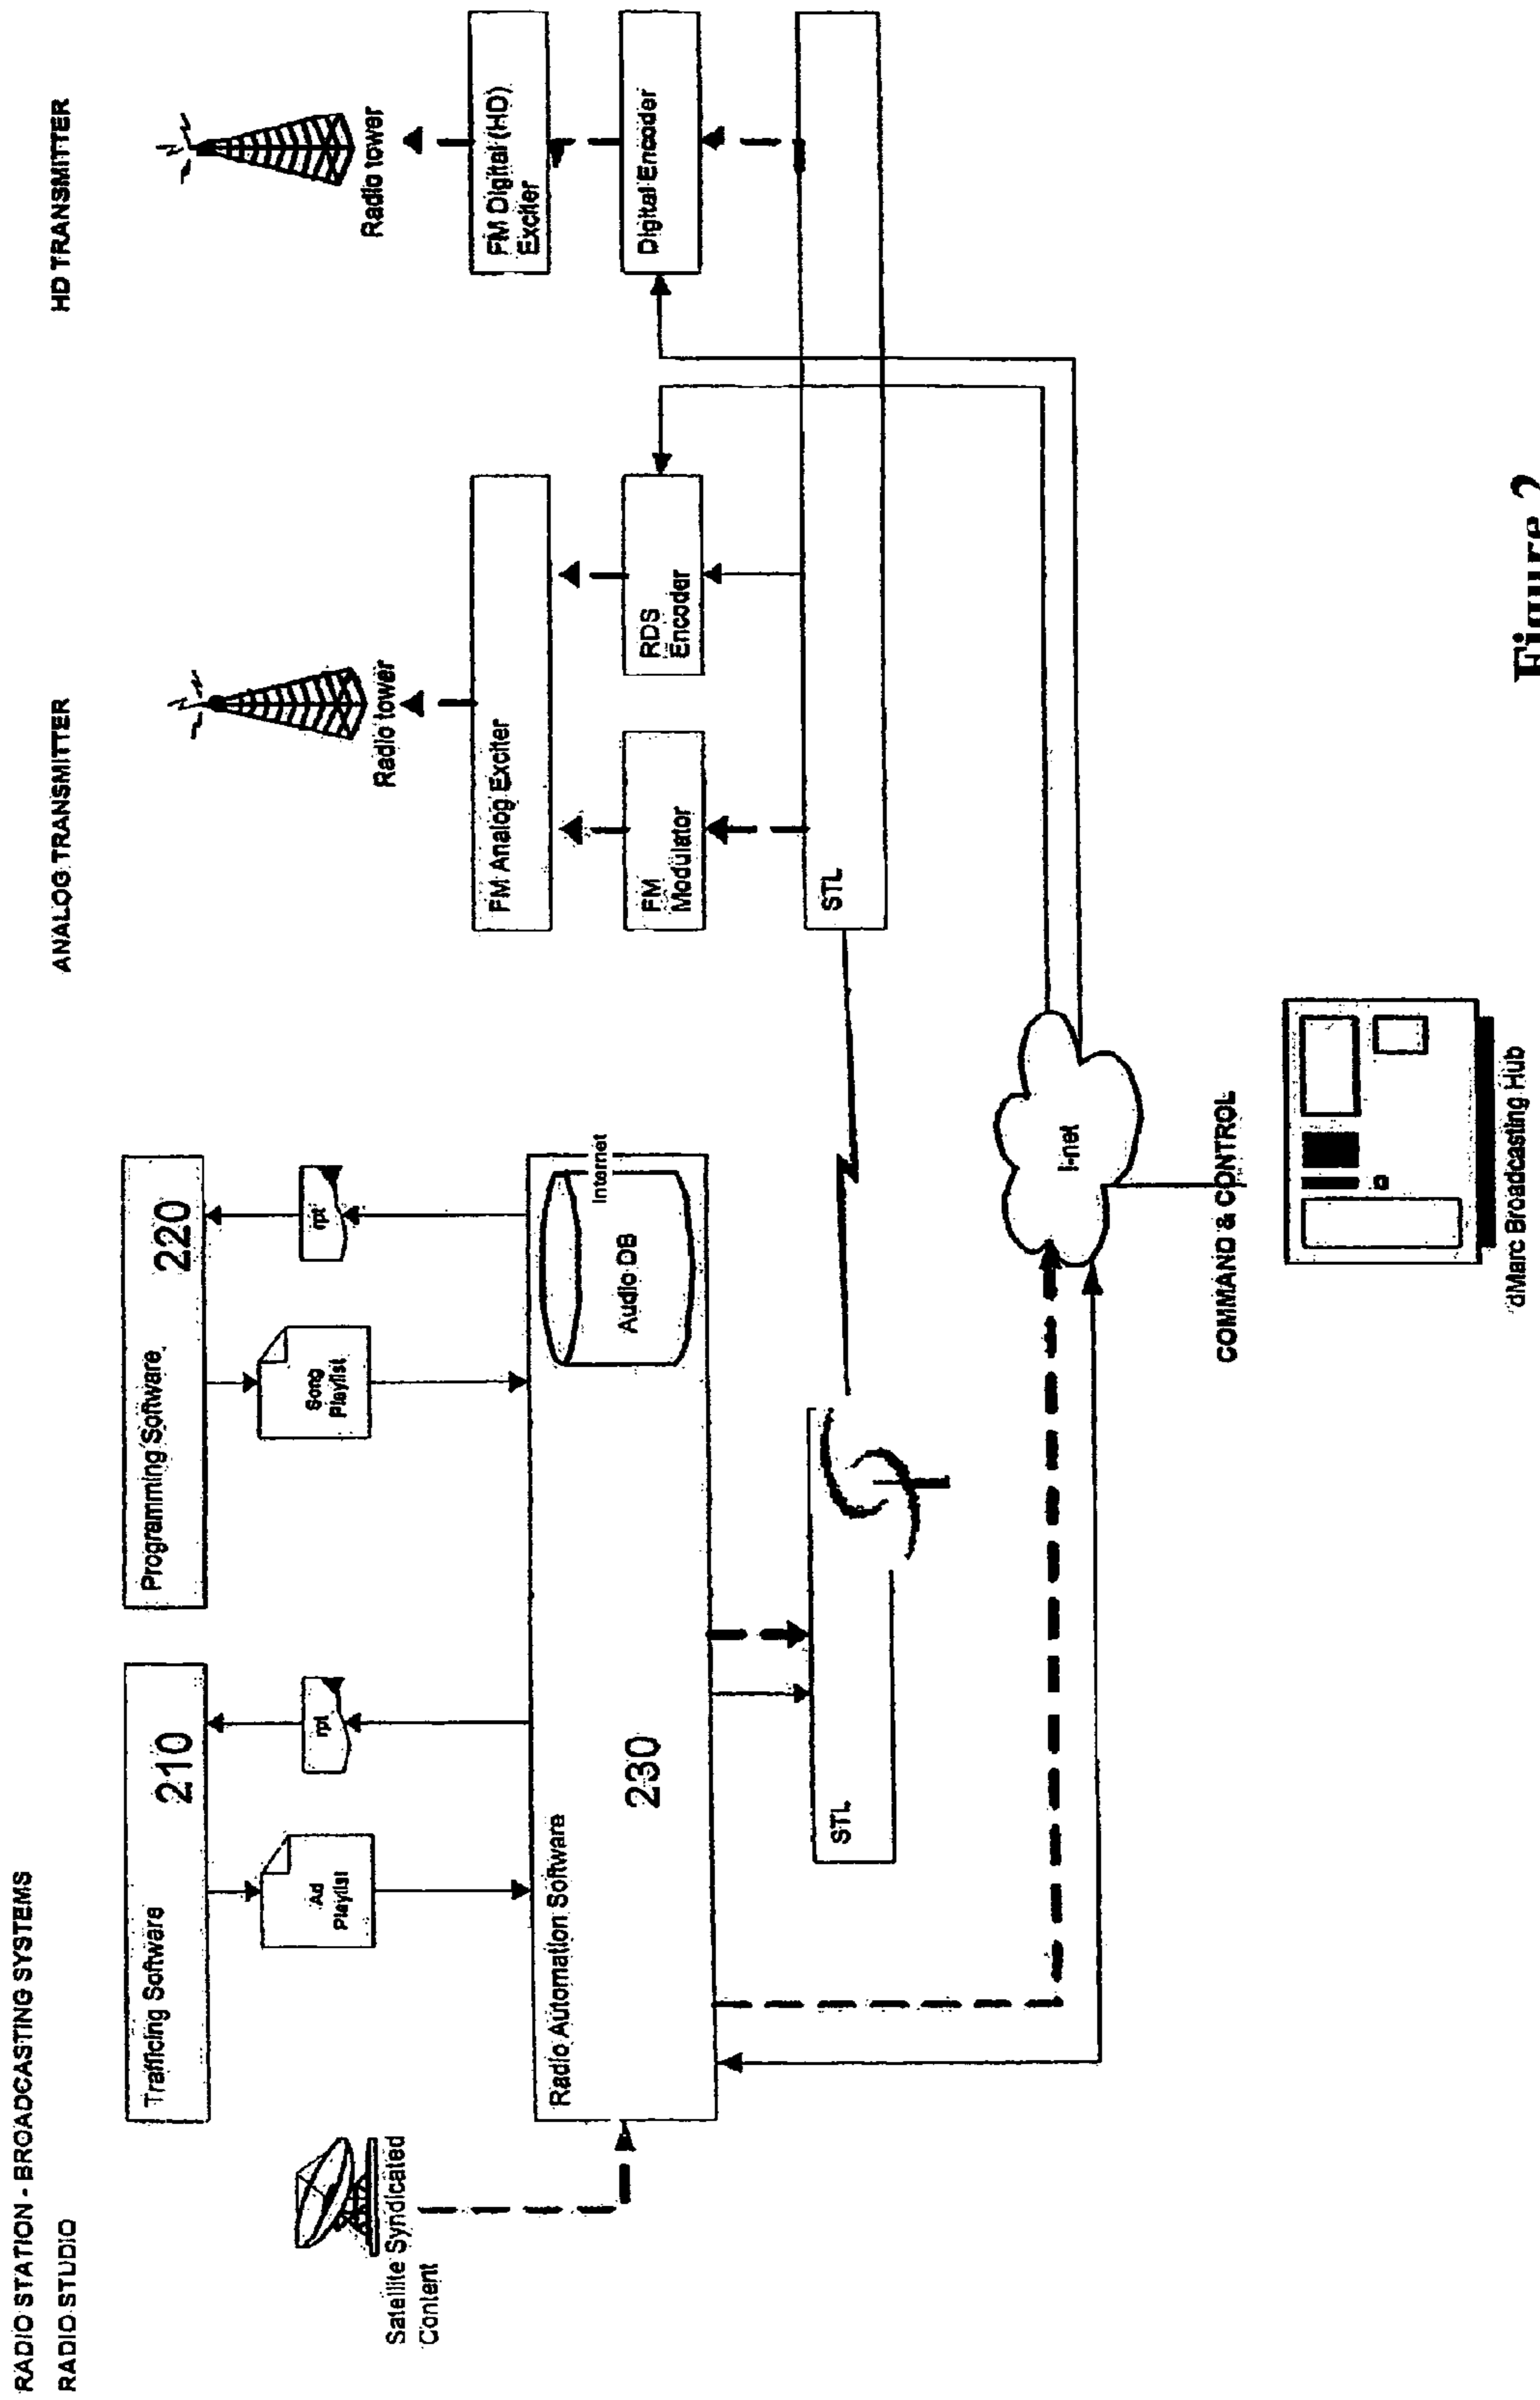 RADIO STATION - BROADCASTING SYSTEMS
RADIO STUDIO
ANALOG TRANSMITTER
HD TRANSMITTER
Trafficing Software
210
Programming Software
220
Ad
Playlist
rpt
Song
Playlist
rpt
Satellite Syndicated
Content
Radio Automation Software
230
Audio DB
Internet
STL
Radio tower
FM Analog Exciter
FM
Modulator
RDS
Encoder
STL
Radio tower
FM Digital (HD)
Exciter
Digital Encoder
I-net
COMMAND & CONTROL
dMarc Broadcasting Hub
Figure 2